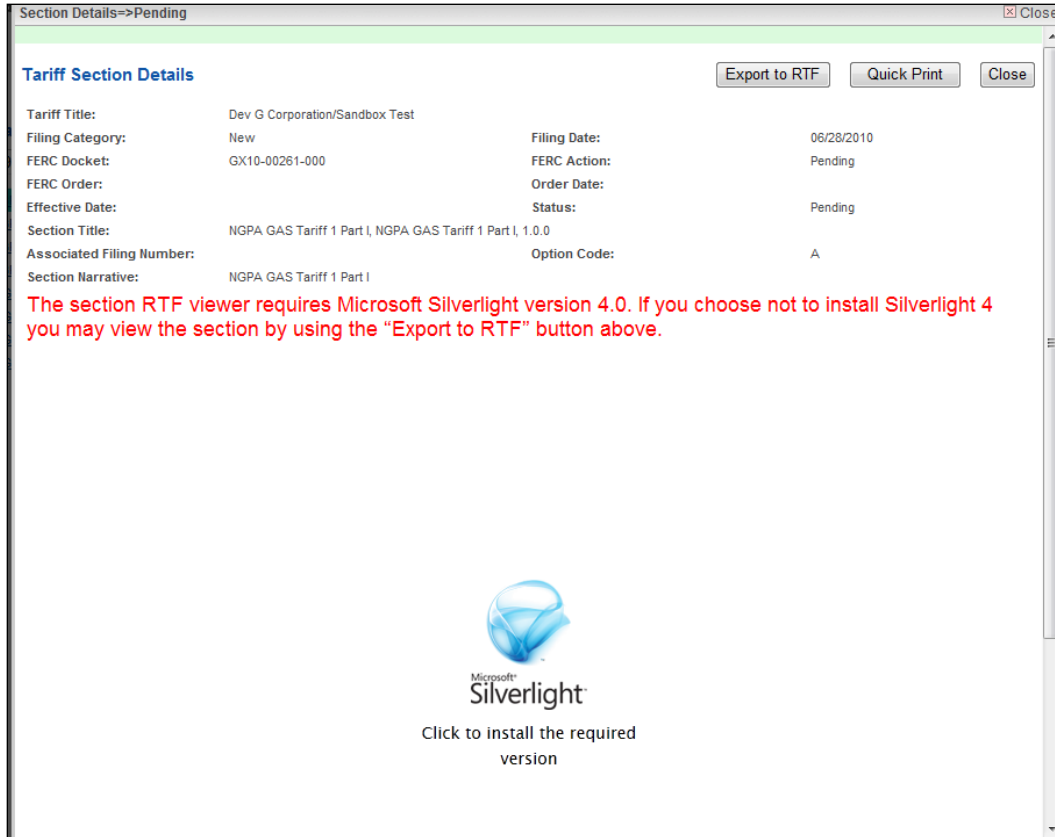 Section Details=>Pending Close
Tariff Section Details Export to RTF Quick Print Close
Tariff Title: Dev G Corporation/Sandbox Test
Filing Category: New Filing Date: 06/28/2010
FERC Docket: GX10-00261-000 FERC Action: Pending
FERC Order: Order Date:
Effective Date: Status: Pending
Section Title: NGPA GAS Tariff 1 Part I, NGPA GAS Tariff 1 Part I, 1.0.0
Associated Filing Number: Option Code: A
Section Narrative: NGPA GAS Tariff 1 Part I
The section RTF viewer requires Microsoft Silverlight version 4.0. If you choose not to install Silverlight 4
you may view the section by using the “Export to RTF” button above.
Microsoft®
Silverlight™
Click to install the required
version